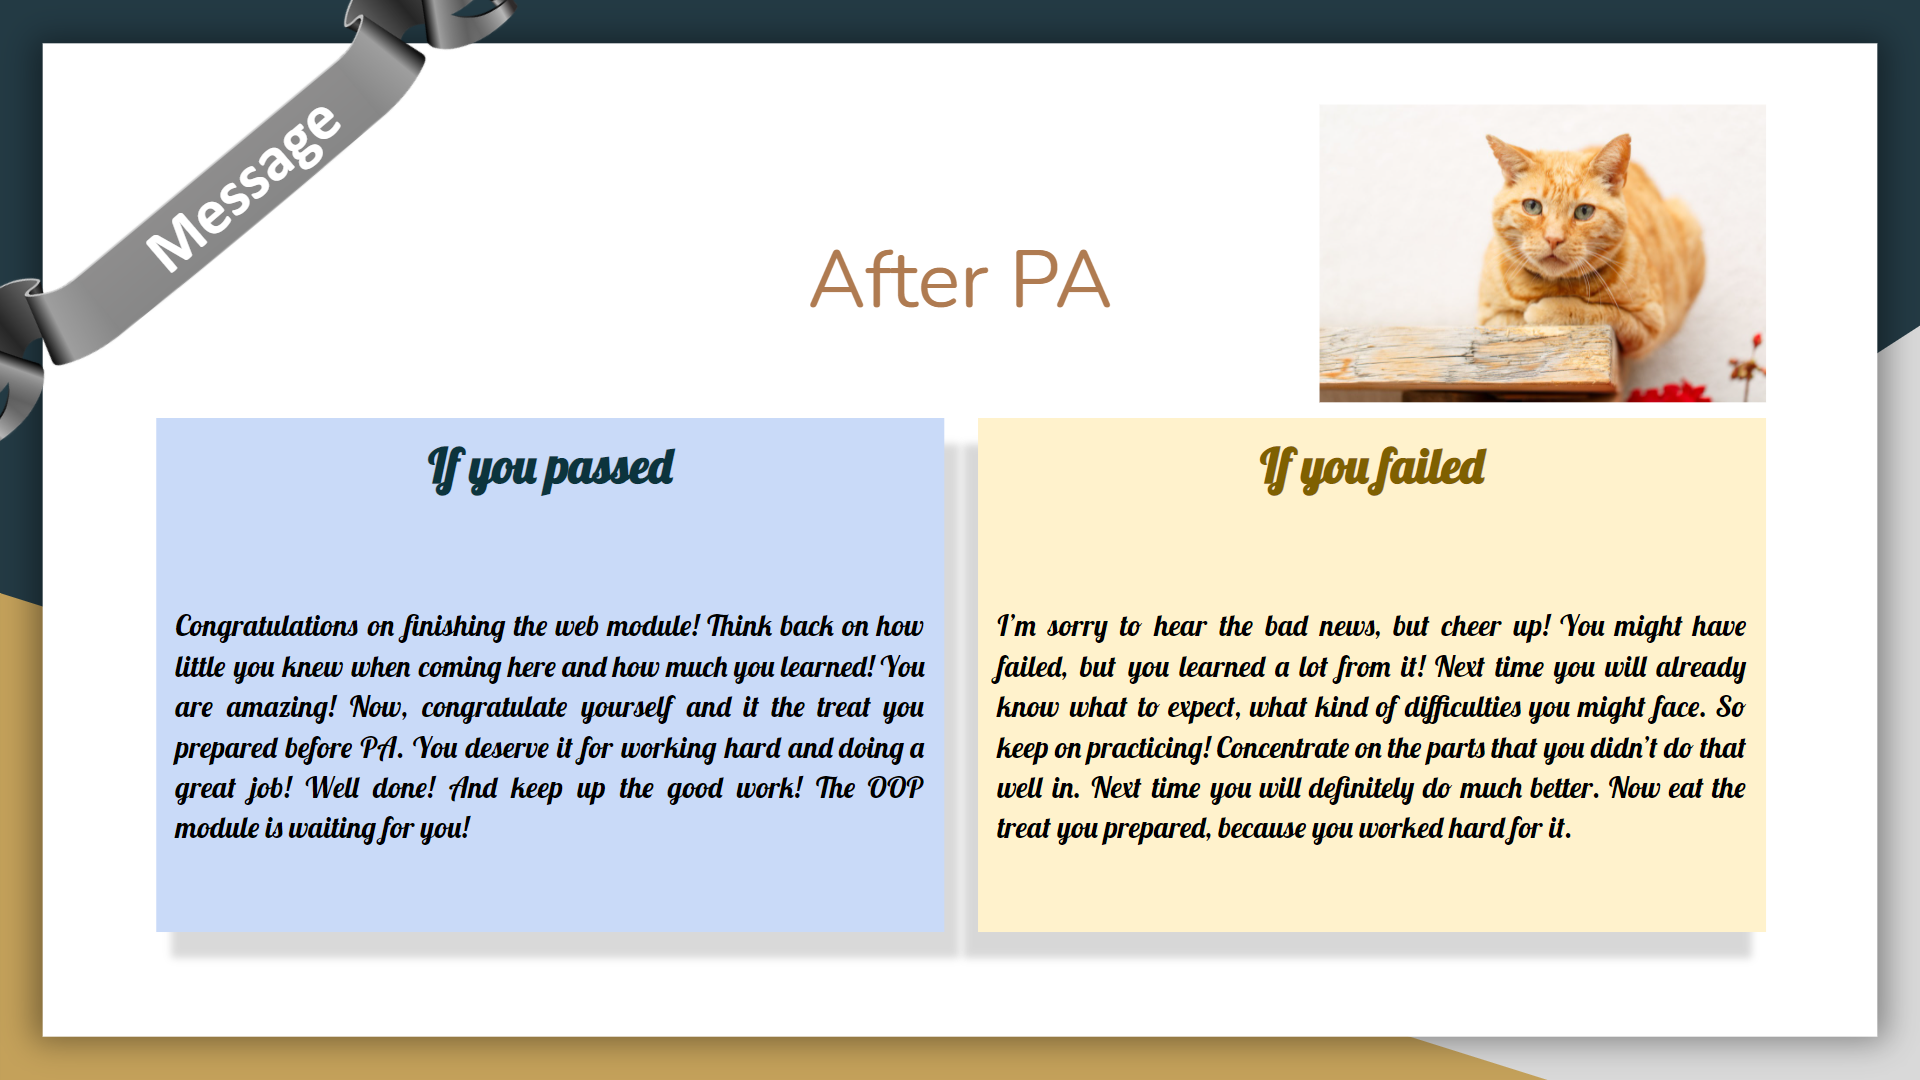 Message
After PA
If you passed
Congratulations on finishing the web module! Think back on how
little you knew when coming here and how much you learned! You
are amazing! Now, congratulate yourself and it the treat you
prepared before PA. You deserve it for working hard and doing a
great job! Well done! And keep up the good work! The OOP
module is waiting for you!
If you failed
I’m sorry to hear the bad news, but cheer up! You might have
failed, but you learned a lot from it! Next time you will already
know what to expect, what kind of difficulties you might face. So
keep on practicing! Concentrate on the parts that you didn’t do that
well in. Next time you will definitely do much better. Now eat the
treat you prepared, because you worked hard for it.